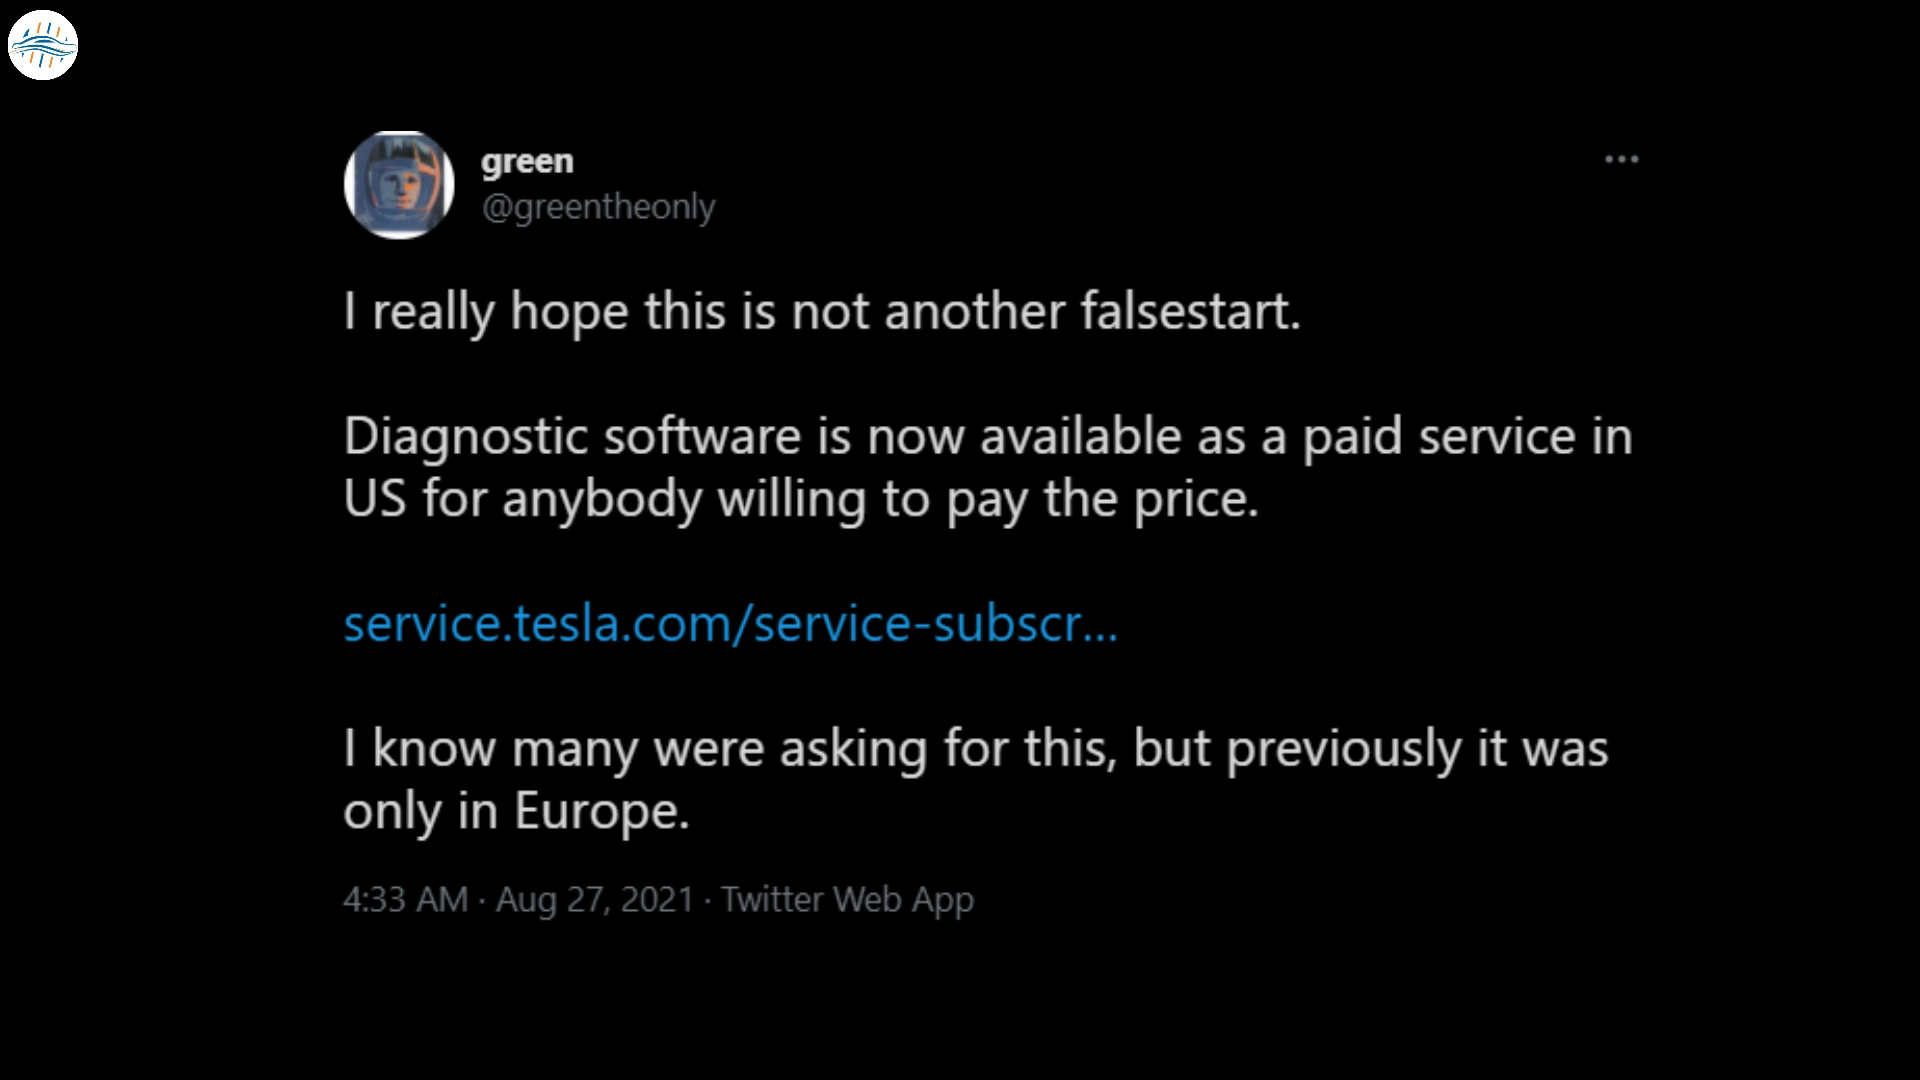 green
@greentheonly
I really hope this is not another falsestart.
Diagnostic software is now available as a paid service in
US for anybody willing to pay the price.
service.tesla.com/service-subscr...
I know many were asking for this, but previously it was
only in Europe.
4:33 AM · Aug 27, 2021 · Twitter Web App